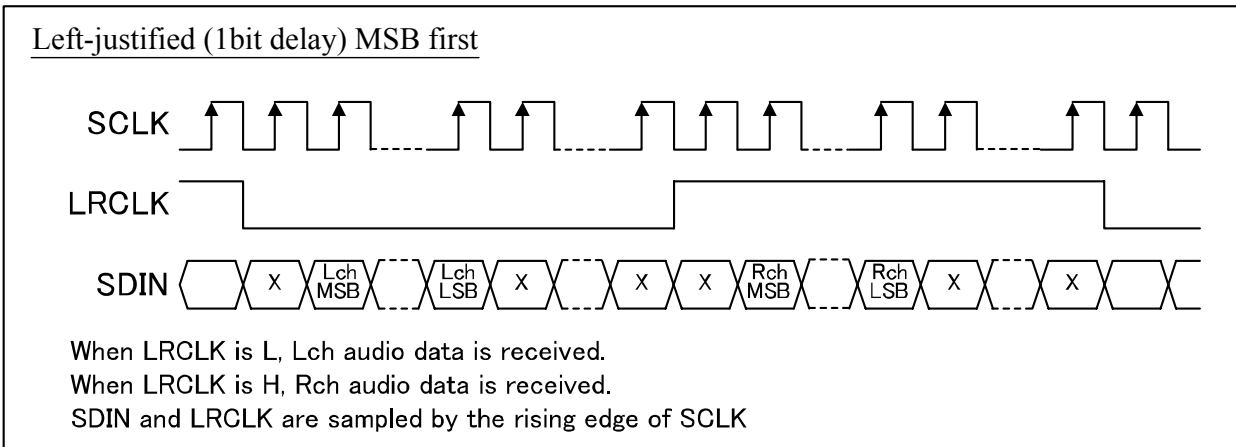 Left-justified (1bit delay) MSB first
SCLK
LRCLK
SDIN X Lch MSB Lch LSB X X X Rch MSB Rch LSB X X
When LRCLK is L, Lch audio data is received.
When LRCLK is H, Rch audio data is received.
SDIN and LRCLK are sampled by the rising edge of SCLK